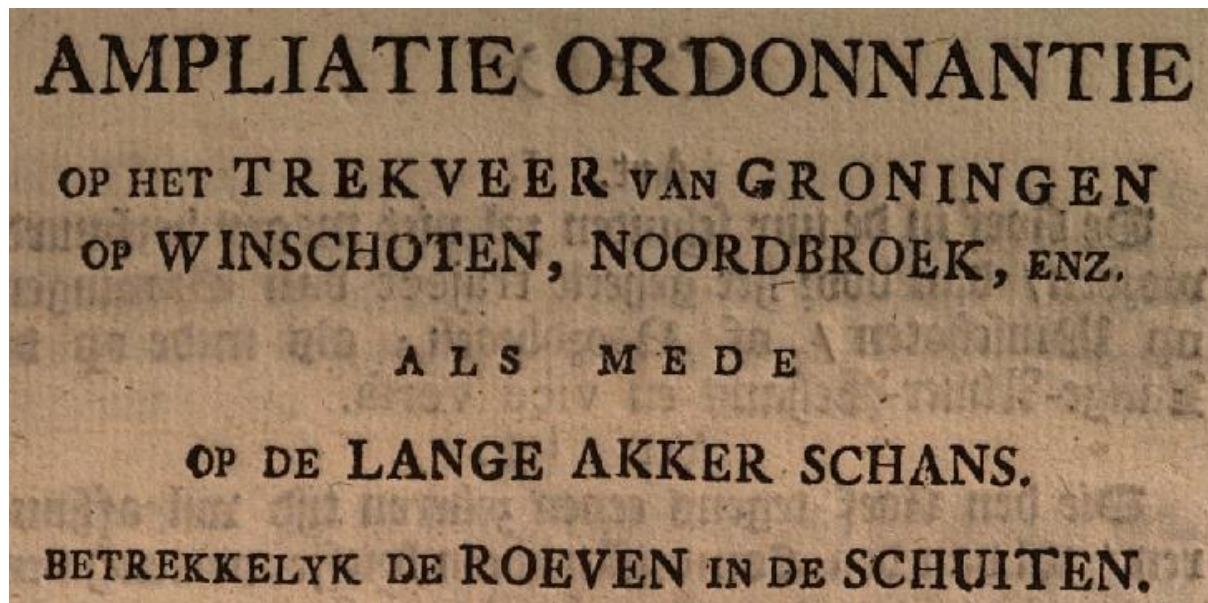 AMPLIATIE ORDONNANTIE
OP HET TREKVEER VAN GRONINGEN
OP WINSCHOTEN, NOORDBROEK, ENZ.
ALS MEDE
OP DE LANGE AKKER SCHANS.
BETREKKELYK DE ROEVEN IN DE SCHUITEN.